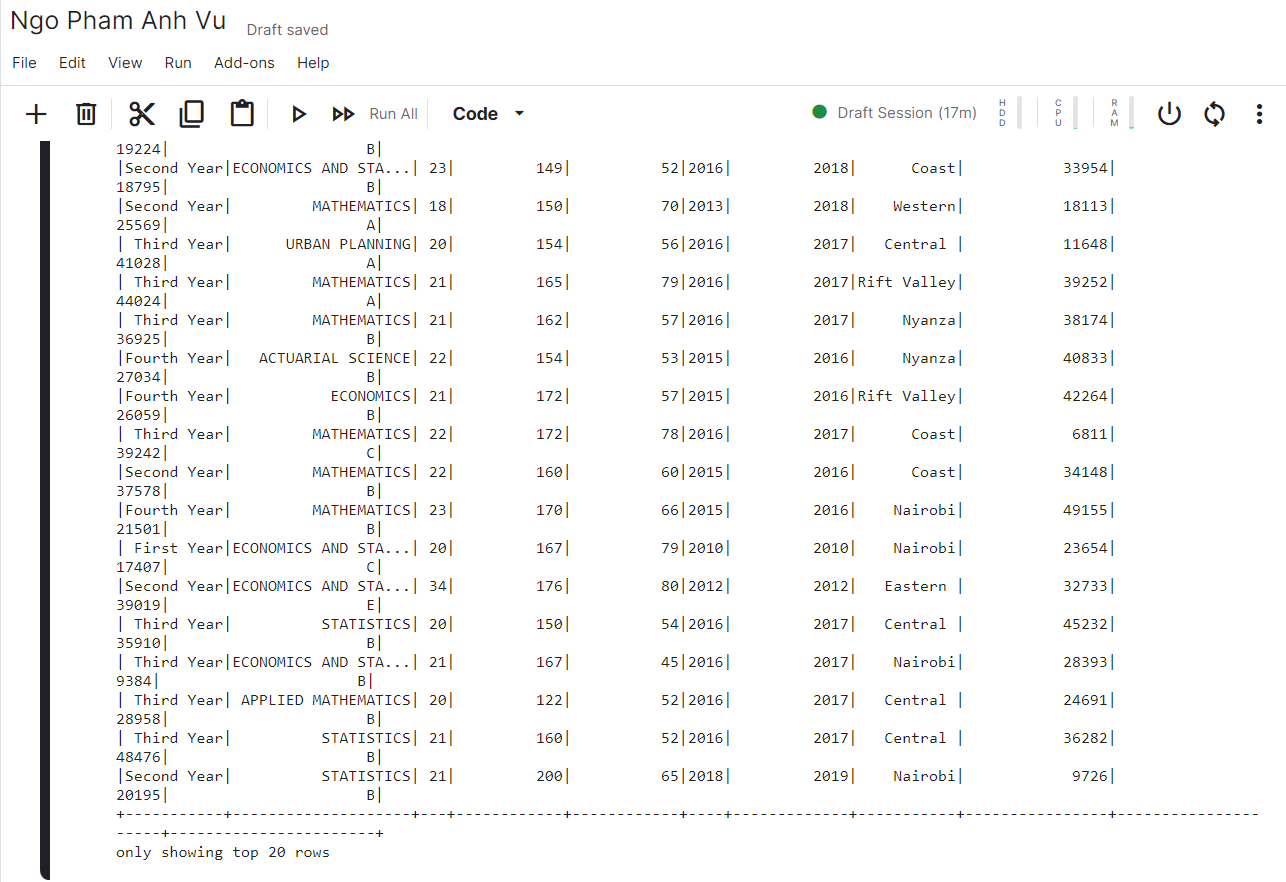 Ngo Pham Anh Vu Draft saved
File Edit View Run Add-ons Help
Run All Code Draft Session (17m) HDD CPU RAM
19224| B|
|Second Year|ECONOMICS AND STA...| 23| 149| 52|2016| 2018| Coast| 33954|
18795| B|
|Second Year| MATHEMATICS| 18| 150| 70|2013| 2018| Western| 18113|
25569| A|
| Third Year| URBAN PLANNING| 20| 154| 56|2016| 2017| Central | 11648|
41028| A|
| Third Year| MATHEMATICS| 21| 165| 79|2016| 2017|Rift Valley| 39252|
44024| A|
| Third Year| MATHEMATICS| 21| 162| 57|2016| 2017| Nyanza| 38174|
36925| B|
|Fourth Year| ACTUARIAL SCIENCE| 22| 154| 53|2015| 2016| Nyanza| 40833|
27034| B|
|Fourth Year| ECONOMICS| 21| 172| 57|2015| 2016|Rift Valley| 42264|
26059| B|
| Third Year| MATHEMATICS| 22| 172| 78|2016| 2017| Coast| 6811|
39242| C|
|Second Year| MATHEMATICS| 22| 160| 60|2015| 2016| Coast| 34148|
37578| B|
|Fourth Year| MATHEMATICS| 23| 170| 66|2015| 2016| Nairobi| 49155|
21501| B|
| First Year|ECONOMICS AND STA...| 20| 167| 79|2010| 2010| Nairobi| 23654|
17407| C|
|Second Year|ECONOMICS AND STA...| 34| 176| 80|2012| 2012| Eastern | 32733|
39019| E|
| Third Year| STATISTICS| 20| 150| 54|2016| 2017| Central | 45232|
35910| B|
| Third Year|ECONOMICS AND STA...| 21| 167| 45|2016| 2017| Nairobi| 28393|
9384| B|
| Third Year| APPLIED MATHEMATICS| 20| 122| 52|2016| 2017| Central | 24691|
28958| B|
| Third Year| STATISTICS| 21| 160| 52|2016| 2017| Central | 36282|
48476| B|
|Second Year| STATISTICS| 21| 200| 65|2018| 2019| Nairobi| 9726|
20195| B|
+-----------+--------------------+---+------------+------------+----+-------------+-----------+----------------+----------------
-----+-----------------------+
only showing top 20 rows